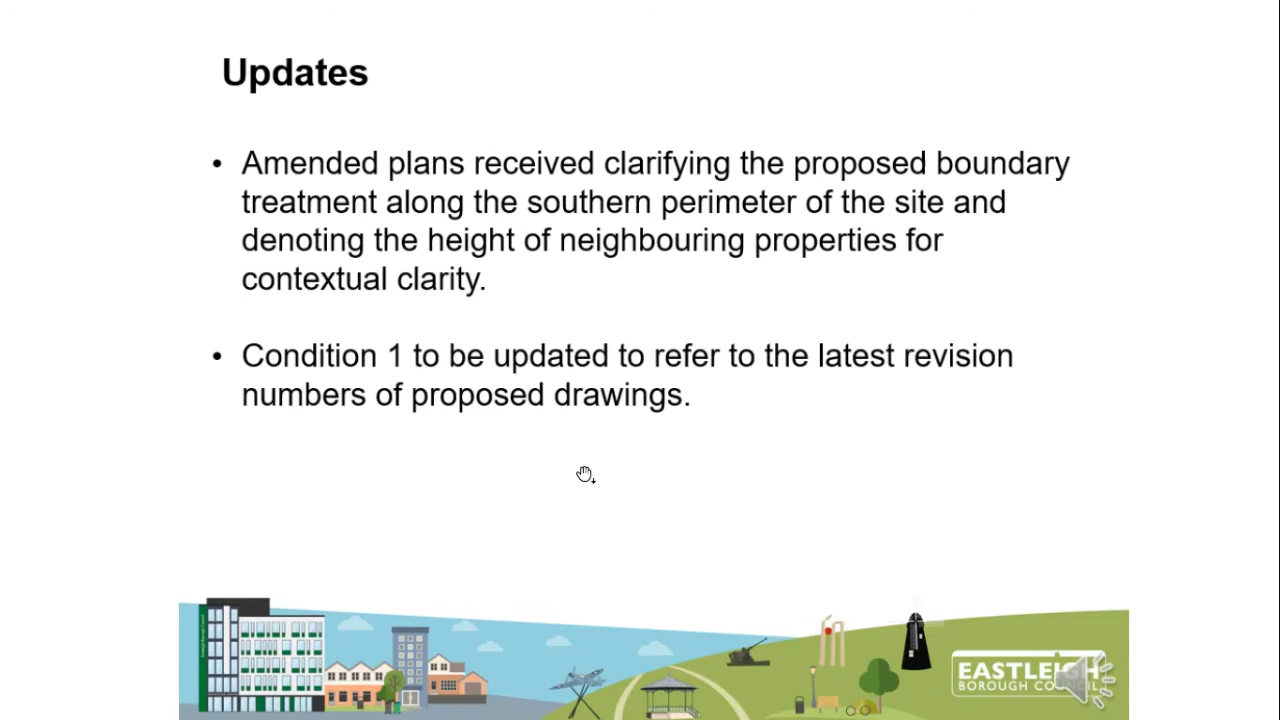 Updates
• Amended plans received clarifying the proposed boundary
treatment along the southern perimeter of the site and
denoting the height of neighbouring properties for
contextual clarity.
• Condition 1 to be updated to refer to the latest revision
numbers of proposed drawings.
EASTLEIGH
BOROUGH COUNCIL